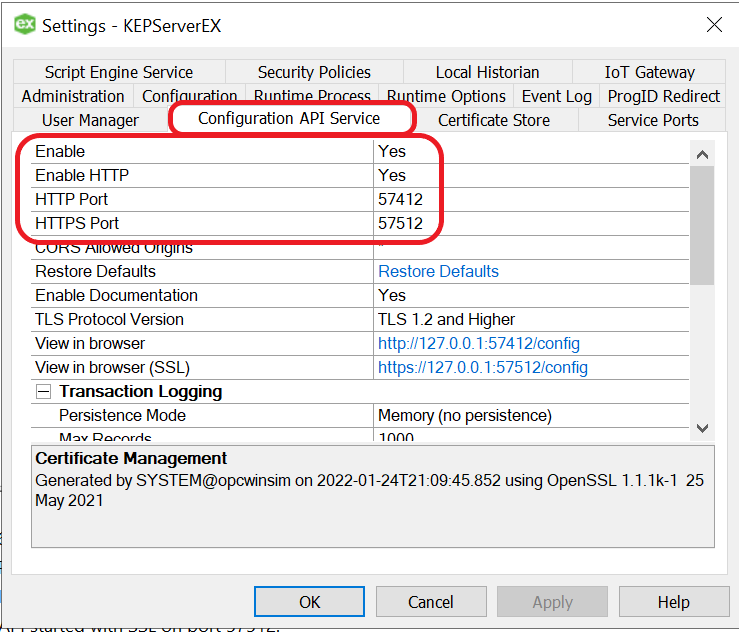 ex Settings - KEPServerEX
Script Engine Service Security Policies Local Historian IoT Gateway
Administration Configuration Runtime Process Runtime Options Event Log ProgID Redirect
User Manager Configuration API Service Certificate Store Service Ports
Enable Yes
Enable HTTP Yes
HTTP Port 57412
HTTPS Port 57512
CORS Allowed Origins
Restore Defaults Restore Defaults
Enable Documentation Yes
TLS Protocol Version TLS 1.2 and Higher
View in browser http://127.0.0.1:57412/config
View in browser (SSL) https://127.0.0.1:57512/config
Transaction Logging
Persistence Mode Memory (no persistence)
Max Records 1000
Certificate Management
Generated by SYSTEM@opcwinsim on 2022-01-24T21:09:45.852 using OpenSSL 1.1.1k-1 25
May 2021
OK Cancel Apply Help
API started with SSL on port 57512.